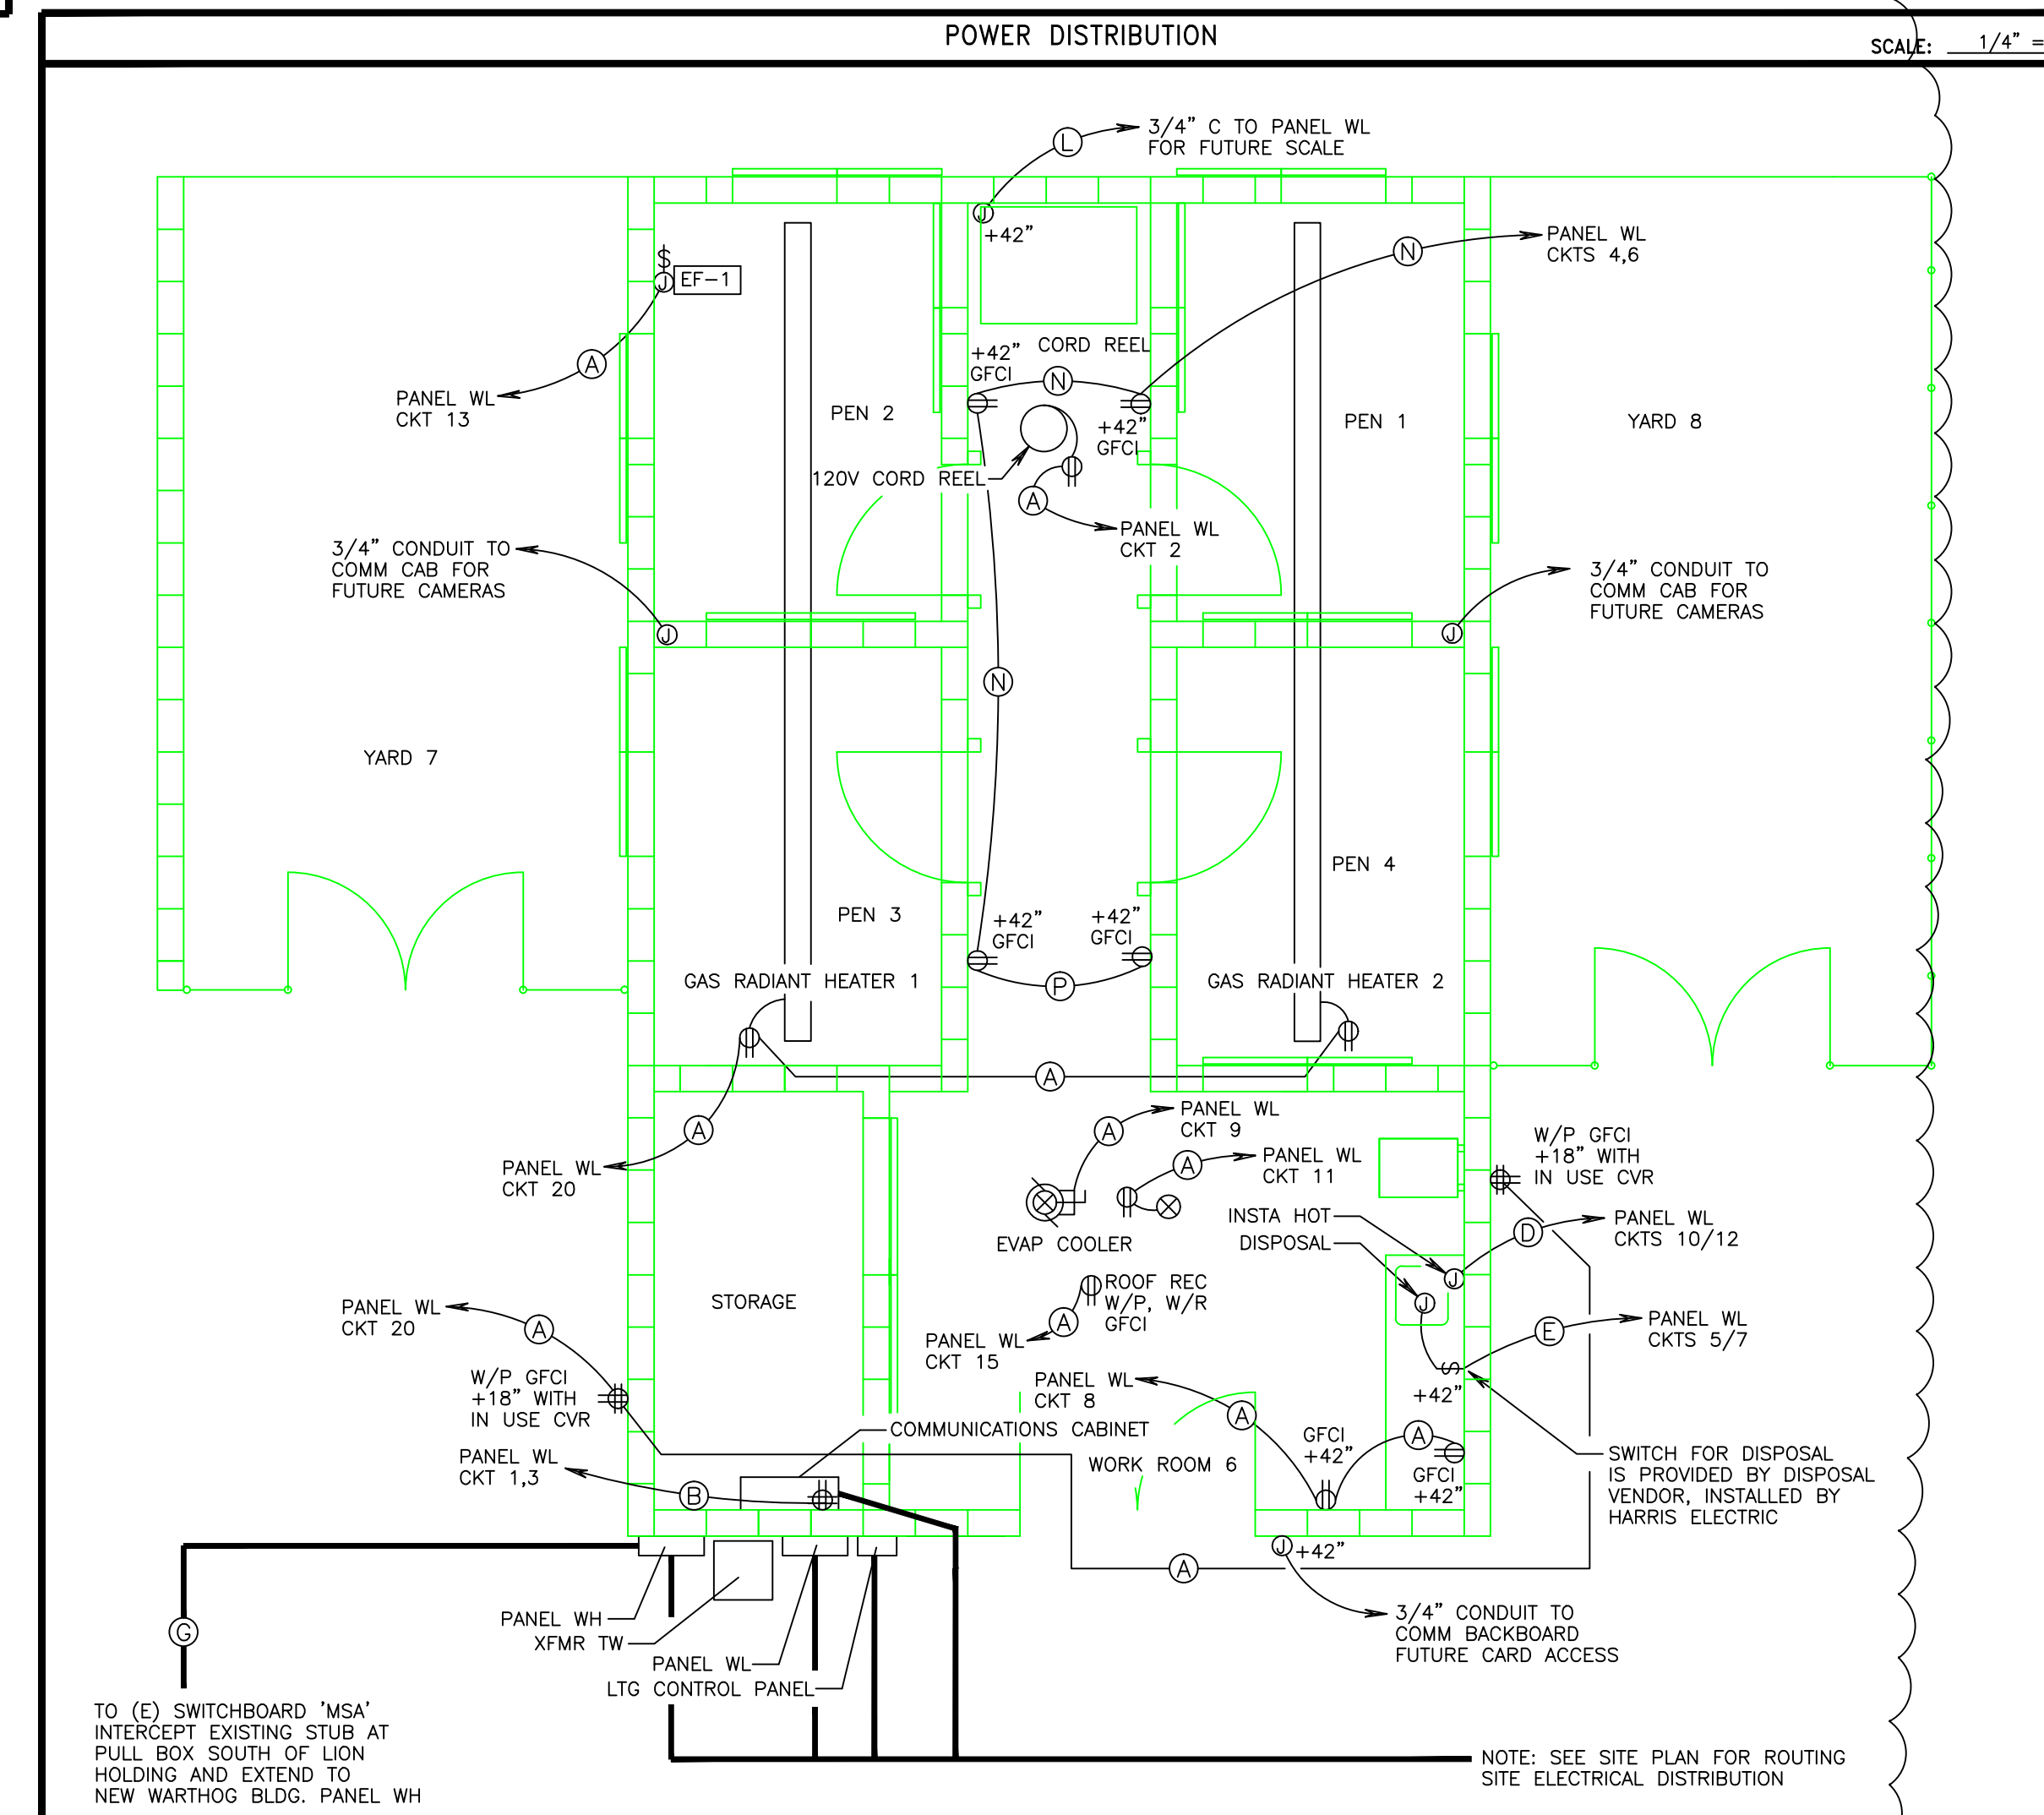 POWER DISTRIBUTION
SCALE: 1/4" =
L
3/4" C TO PANEL WL
FOR FUTURE SCALE
J
+42"
N
PANEL WL
CKTS 4,6
$
J
EF-1
A
PANEL WL
CKT 13
+42"
GFCI
CORD REEL
N
PEN 2
+42"
GFCI
PEN 1
YARD 8
120V CORD REEL
A
PANEL WL
CKT 2
3/4" CONDUIT TO
COMM CAB FOR
FUTURE CAMERAS
J
J
3/4" CONDUIT TO
COMM CAB FOR
FUTURE CAMERAS
N
YARD 7
PEN 4
PEN 3
+42"
GFCI
+42"
GFCI
P
GAS RADIANT HEATER 1
GAS RADIANT HEATER 2
A
A
PANEL WL
CKT 20
A
PANEL WL
CKT 9
A
PANEL WL
CKT 11
W/P GFCI
+18" WITH
IN USE CVR
EVAP COOLER
INSTA HOT
DISPOSAL
D
PANEL WL
CKTS 10/12
J
J
STORAGE
ROOF REC
W/P, W/R
GFCI
A
PANEL WL
CKT 15
PANEL WL
CKT 20
A
E
PANEL WL
CKTS 5/7
$
+42"
W/P GFCI
+18" WITH
IN USE CVR
PANEL WL
CKT 8
A
COMMUNICATIONS CABINET
GFCI
+42"
A
GFCI
+42"
WORK ROOM 6
PANEL WL
CKT 1,3
B
SWITCH FOR DISPOSAL
IS PROVIDED BY DISPOSAL
VENDOR, INSTALLED BY
HARRIS ELECTRIC
J
+42"
A
3/4" CONDUIT TO
COMM BACKBOARD
FUTURE CARD ACCESS
G
PANEL WH
XFMR TW
PANEL WL
LTG CONTROL PANEL
TO (E) SWITCHBOARD 'MSA'
INTERCEPT EXISTING STUB AT
PULL BOX SOUTH OF LION
HOLDING AND EXTEND TO
NEW WARTHOG BLDG. PANEL WH
NOTE: SEE SITE PLAN FOR ROUTING
SITE ELECTRICAL DISTRIBUTION